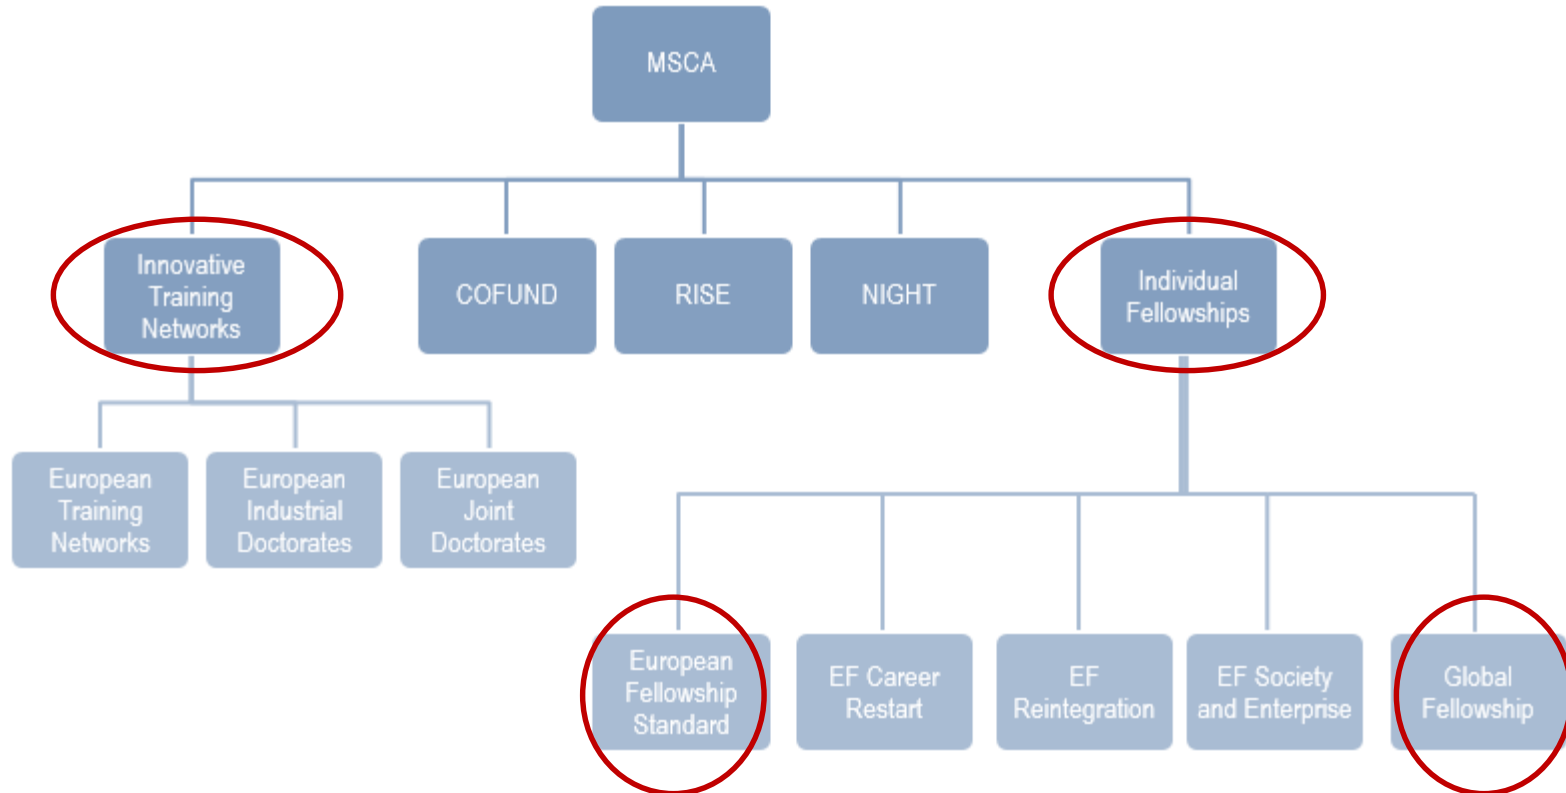 MSCA
Innovative
Training
Networks
COFUND
RISE
NIGHT
Individual
Fellowships
European
Training
Networks
European
Industrial
Doctorates
European
Joint
Doctorates
European
Fellowship
Standard
EF Career
Restart
EF
Reintegration
EF Society
and Enterprise
Global
Fellowship